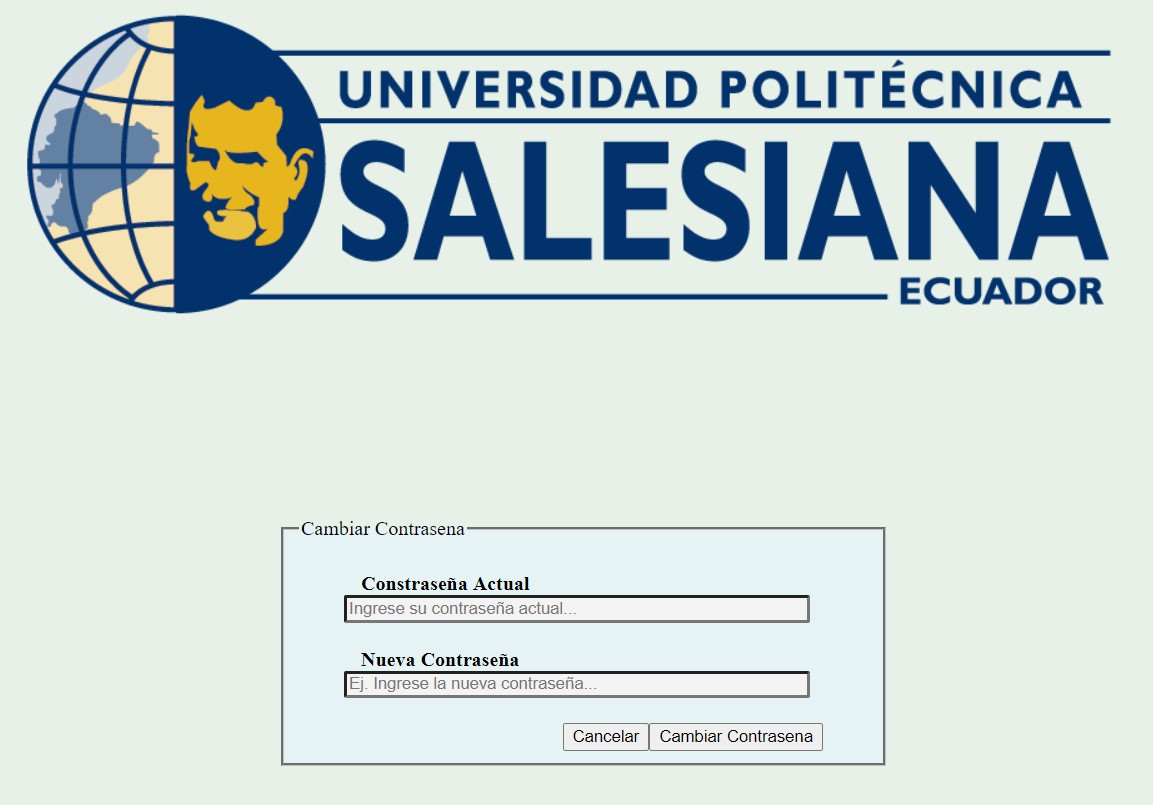 UNIVERSIDAD POLITÉCNICA
SALESIANA
ECUADOR
Cambiar Contrasena
Constraseña Actual
Ingrese su contraseña actual...
Nueva Contraseña
Ej. Ingrese la nueva contraseña...
Cancelar Cambiar Contrasena